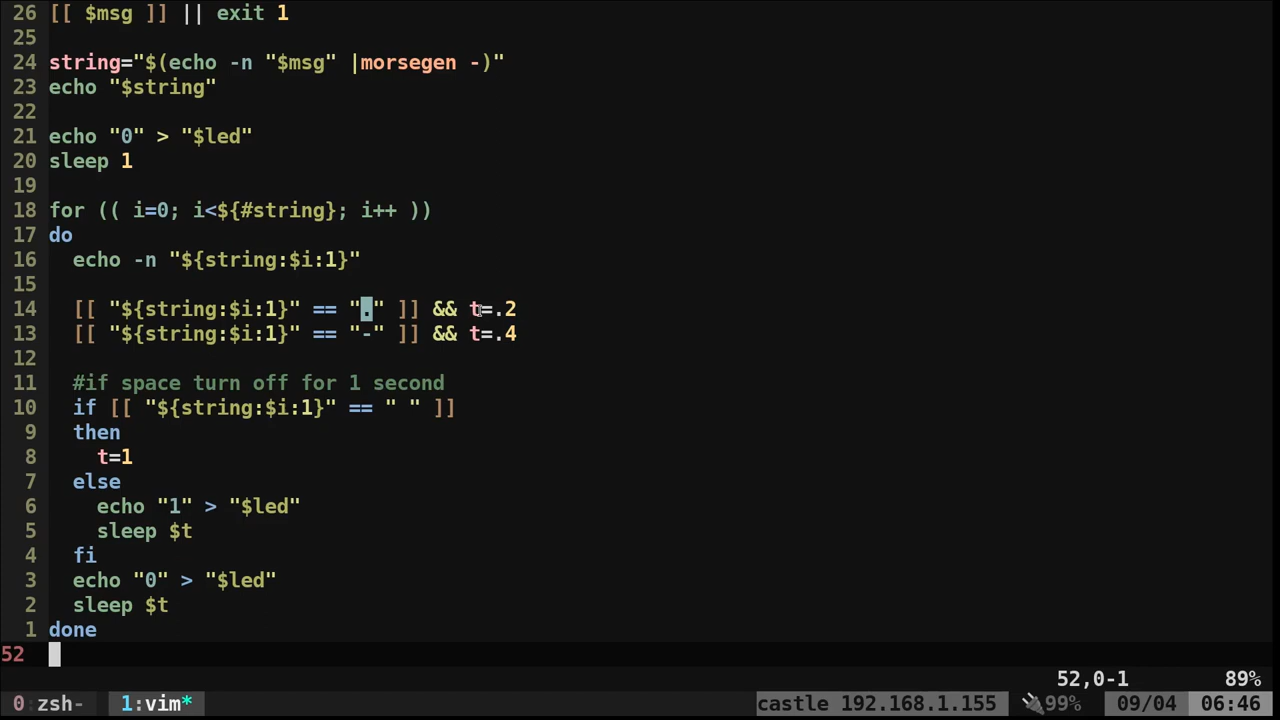 26 [[ $msg ]] || exit 1
25
24 string="$(echo -n "$msg" |morsegen -)"
23 echo "$string"
22
21 echo "0" > "$led"
20 sleep 1
19
18 for (( i=0; i<${#string}; i++ ))
17 do
16   echo -n "${string:$i:1}"
15
14   [[ "${string:$i:1}" == "." ]] && t=.2
13   [[ "${string:$i:1}" == "-" ]] && t=.4
12
11   #if space turn off for 1 second
10   if [[ "${string:$i:1}" == " " ]]
9   then
8     t=1
7   else
6     echo "1" > "$led"
5     sleep $t
4   fi
3   echo "0" > "$led"
2   sleep $t
1 done
52
52,0-1 89%
0:zsh- 1:vim* castle 192.168.1.155 🔌99% 09/04 06:46